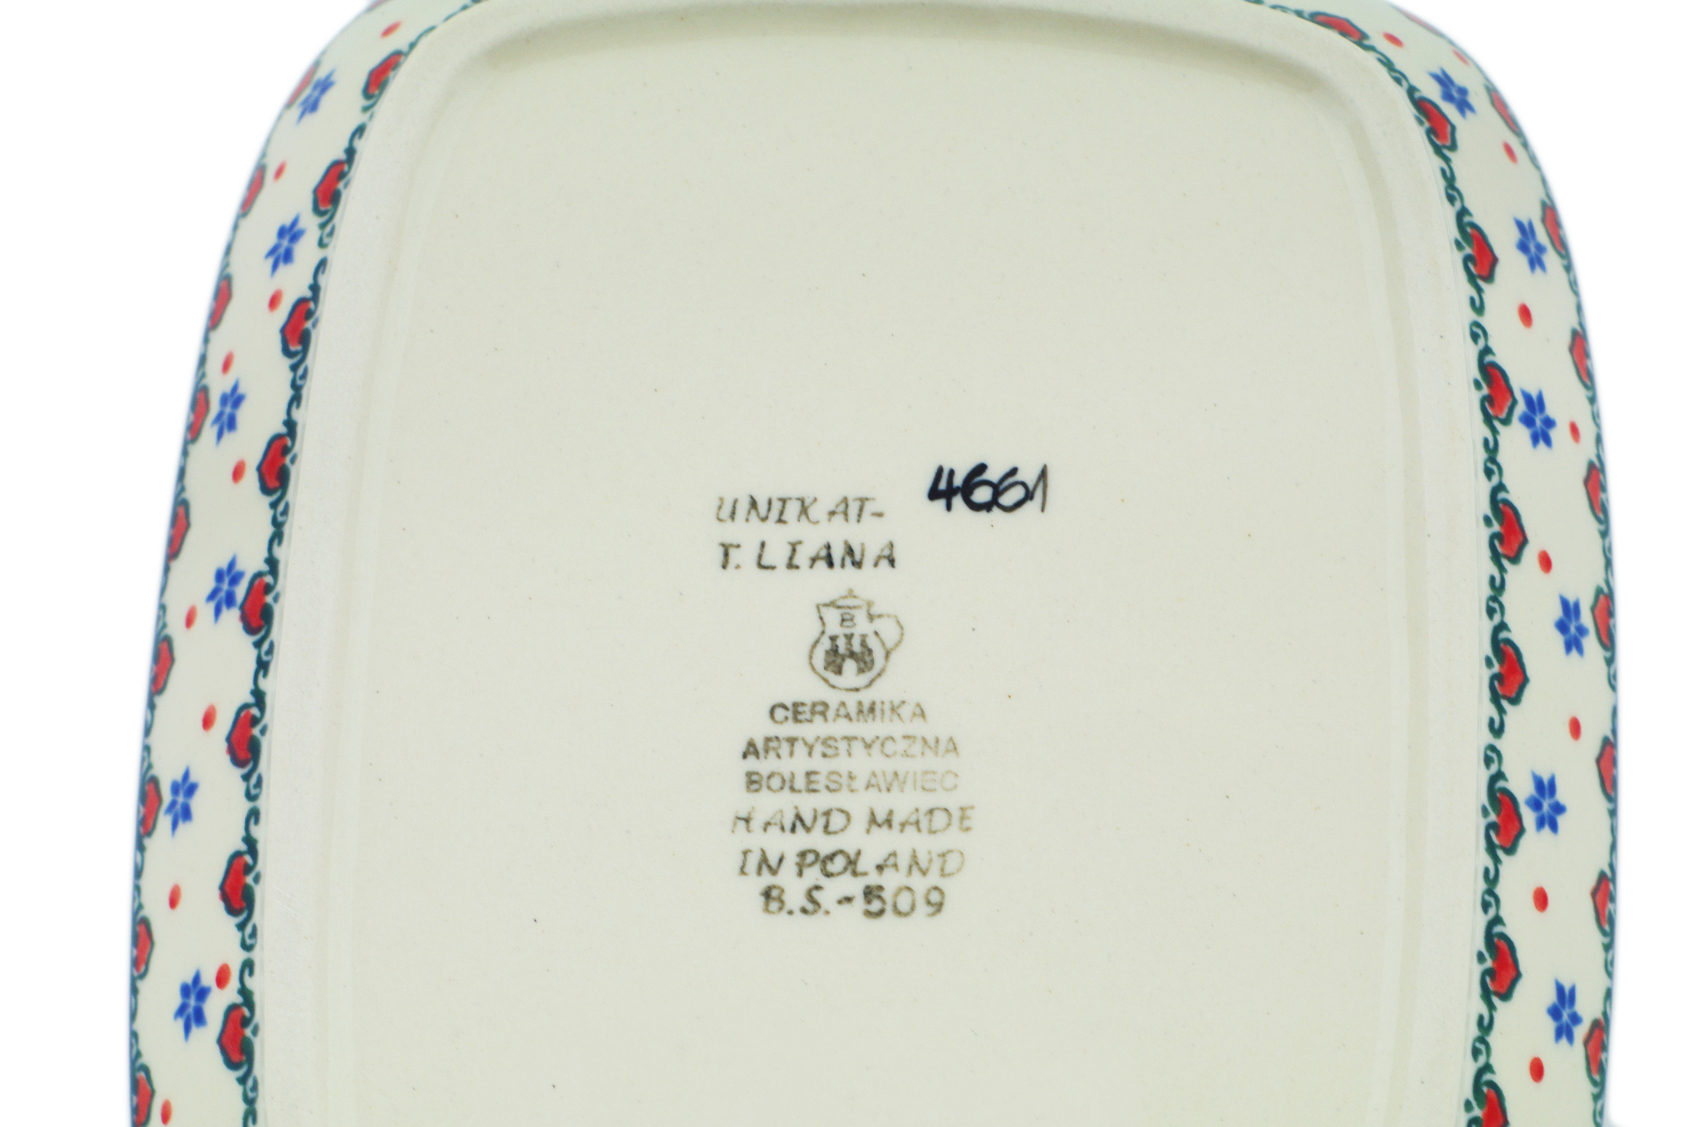 UNIKAT- 4661
T. LIANA
B
CERAMIKA
ARTYSTYCZNA
BOLESŁAWIEC
HAND MADE
IN POLAND
B.S.-509